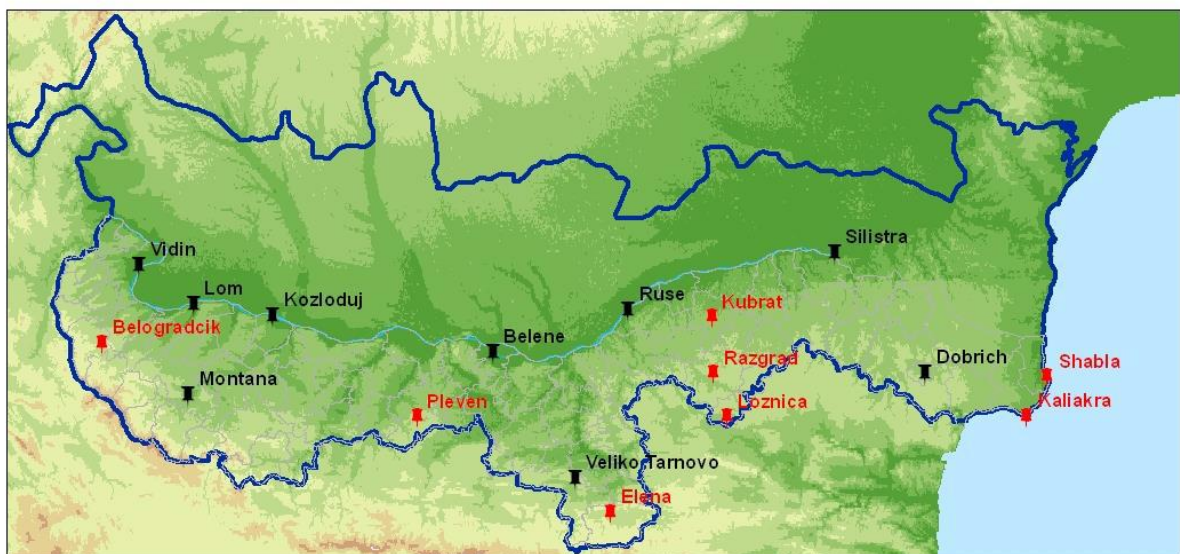 Silistra
Vidin
Lom
Kozloduj
Ruse
Kubrat
Belogradcik
Belene
Razgrad
Dobrich
Shabla
Montana
Pleven
Loznica
Kaliakra
Veliko Tarnovo
Elena